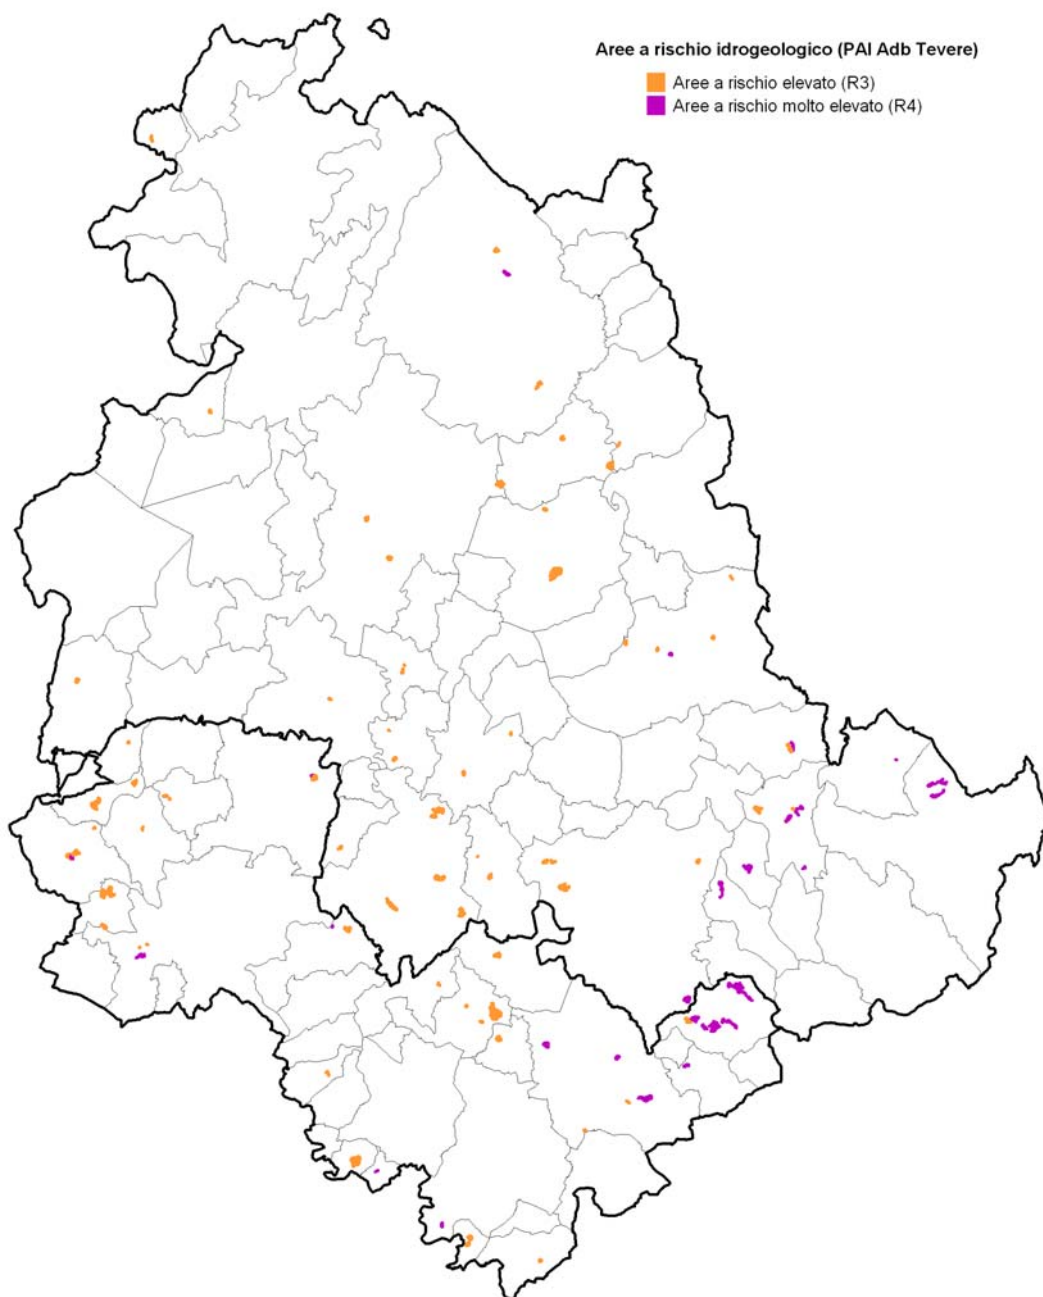 Aree a rischio idrogeologico (PAI Adb Tevere)
Aree a rischio elevato (R3)
Aree a rischio molto elevato (R4)